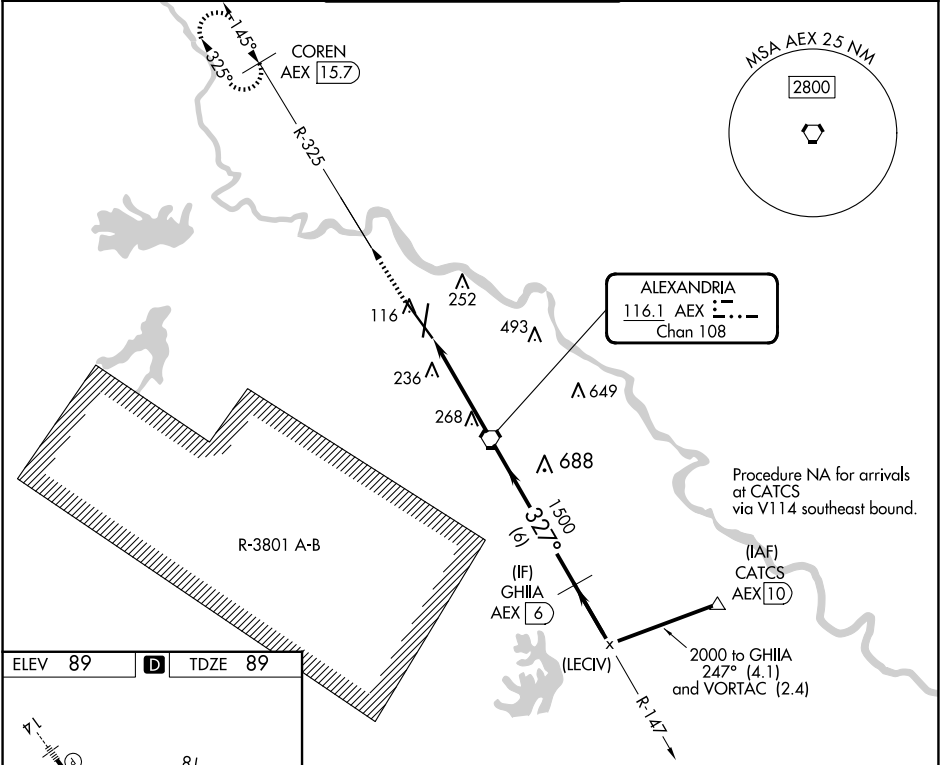 145°
325°
COREN
AEX 15.7
R-325
MSA AEX 25 NM
2800
ALEXANDRIA
116.1 AEX
Chan 108
116
252
493
236
649
268
688
1500
327°
(6)
Procedure NA for arrivals
at CATCS
via V114 southeast bound.
R-3801 A-B
(IF)
GHIIA
AEX 6
(IAF)
CATCS
AEX 10
(LECIV)
2000 to GHIIA
247° (4.1)
and VORTAC (2.4)
R-147
ELEV 89
D
TDZE 89
14
P
18